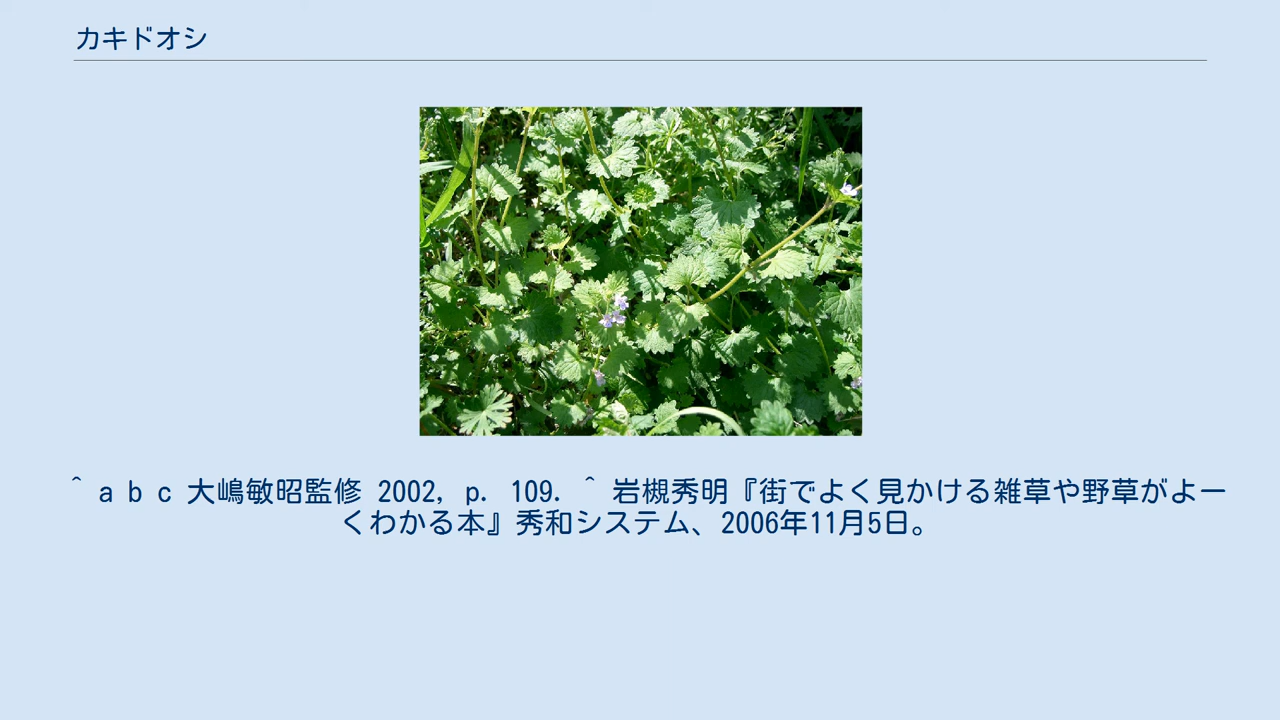 カキドオシ
^ a b c 大嶋敏昭監修 2002, p. 109. ^ 岩槻秀明『街でよく見かける雑草や野草がよー
くわかる本』秀和システム、2006年11月5日。